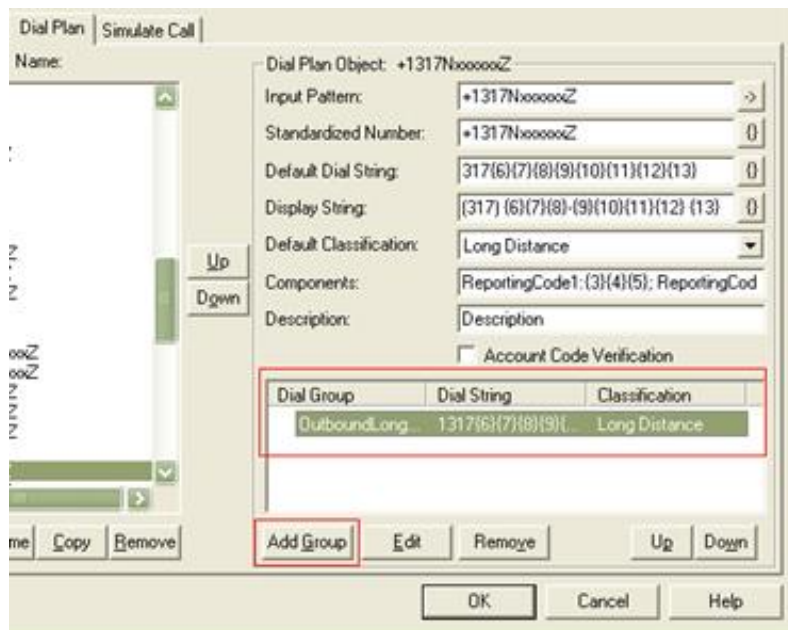 Dial Plan Simulate Call
Name:
Dial Plan Object: +1317NxxxxxxZ
Input Pattern: +1317NxxxxxxZ ->
Standardized Number: +1317NxxxxxxZ {}
Default Dial String: 317{6}{7}{8}{9}{10}{11}{12}{13} {}
Display String: (317) {6}{7}{8}-{9}{10}{11}{12} {13} {}
Default Classification: Long Distance
Components: ReportingCode1:{3}{4}{5}; ReportingCod
Description: Description
Account Code Verification
Up
Down
Z
Z
Z
xxZ
xxZ
Z
Z
Z
Dial Group Dial String Classification
OutboundLong... 1317{6}{7}{8}{9}{... Long Distance
me Copy Remove
Add Group Edit Remove Up Down
OK Cancel Help